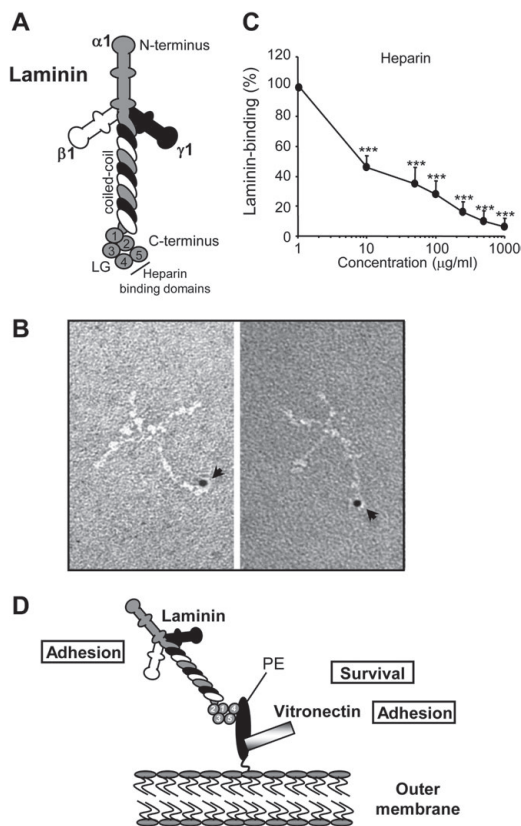 A
α1
N-terminus
Laminin
β1
γ1
coiled-coil
1
2
3
4
5
C-terminus
LG
Heparin
binding domains
C
Heparin
Laminin-binding (%)
120
100
80
60
40
20
0
***
***
***
***
***
***
1
10
100
1000
Concentration (μg/ml)
B
D
Laminin
Adhesion
PE
Survival
Vitronectin
Adhesion
1
4
3
5
Outer
membrane